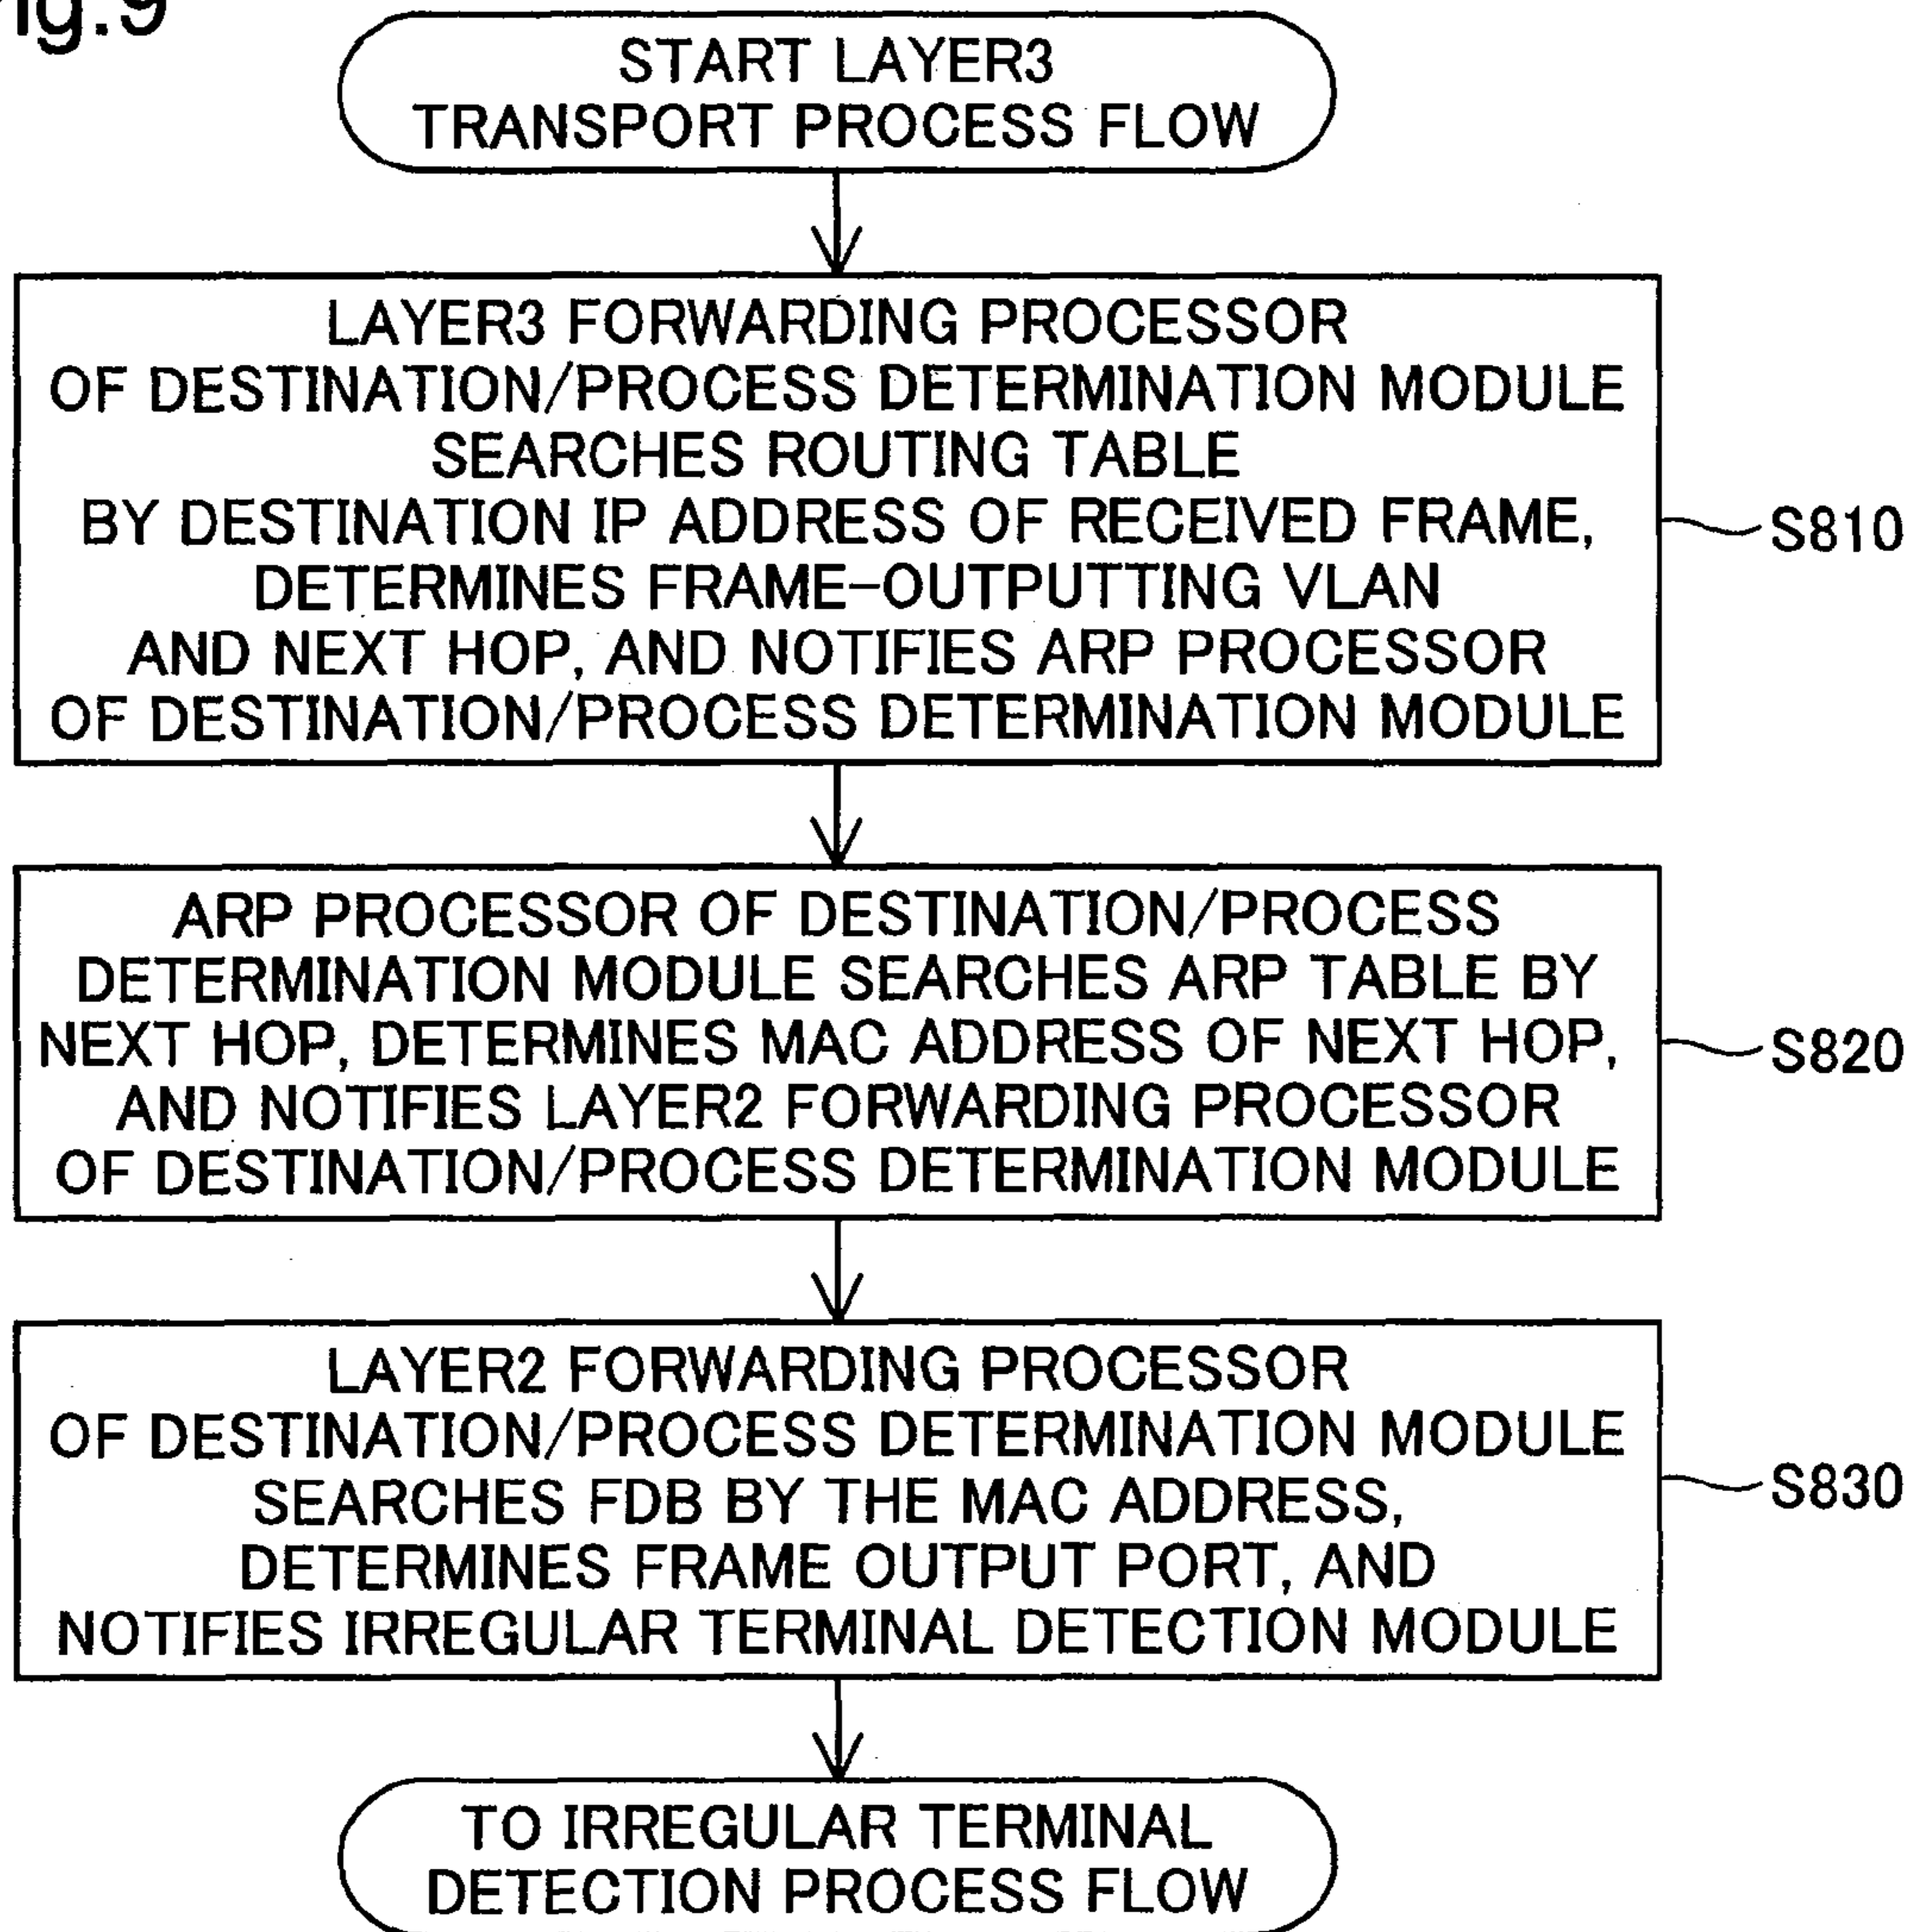 Fig.9
START LAYER3
TRANSPORT PROCESS FLOW
LAYER3 FORWARDING PROCESSOR
OF DESTINATION/PROCESS DETERMINATION MODULE
SEARCHES ROUTING TABLE
BY DESTINATION IP ADDRESS OF RECEIVED FRAME,
DETERMINES FRAME-OUTPUTTING VLAN
AND NEXT HOP, AND NOTIFIES ARP PROCESSOR
OF DESTINATION/PROCESS DETERMINATION MODULE
S810
ARP PROCESSOR OF DESTINATION/PROCESS
DETERMINATION MODULE SEARCHES ARP TABLE BY
NEXT HOP, DETERMINES MAC ADDRESS OF NEXT HOP,
AND NOTIFIES LAYER2 FORWARDING PROCESSOR
OF DESTINATION/PROCESS DETERMINATION MODULE
S820
LAYER2 FORWARDING PROCESSOR
OF DESTINATION/PROCESS DETERMINATION MODULE
SEARCHES FDB BY THE MAC ADDRESS,
DETERMINES FRAME OUTPUT PORT, AND
NOTIFIES IRREGULAR TERMINAL DETECTION MODULE
S830
TO IRREGULAR TERMINAL
DETECTION PROCESS FLOW